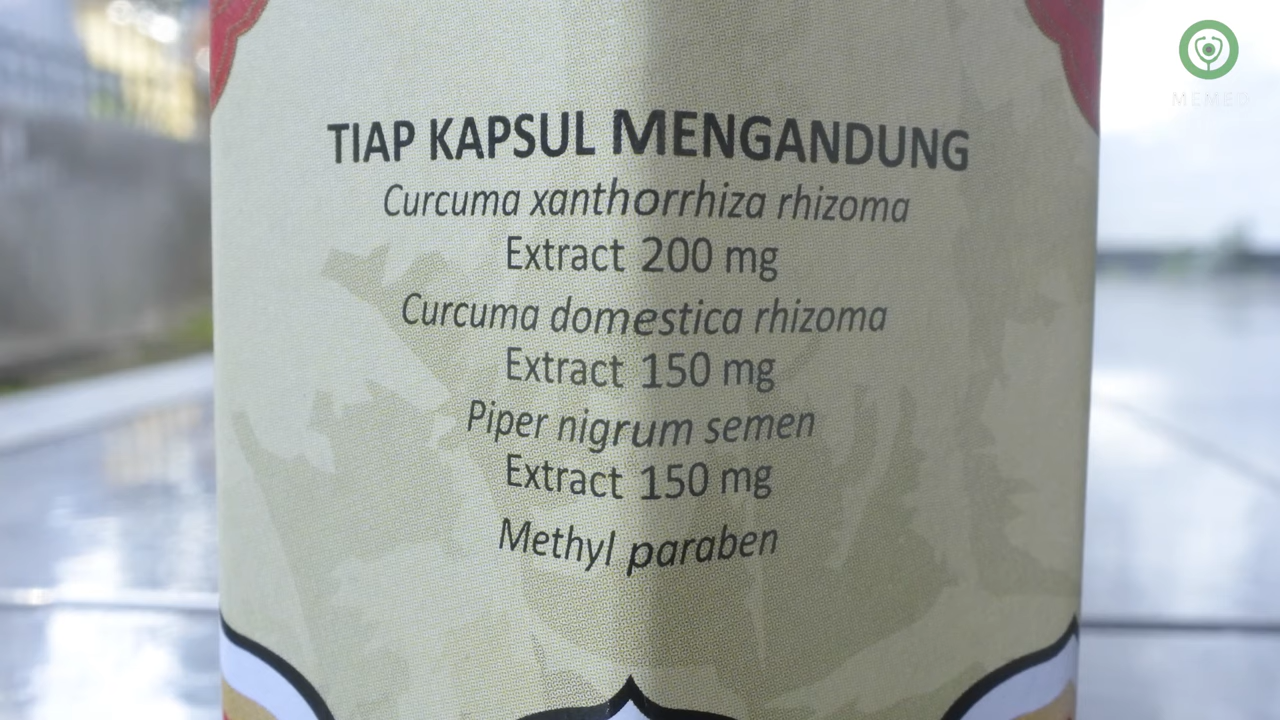 MEMED
TIAP KAPSUL MENGANDUNG
Curcuma xanthorrhiza rhizoma
Extract 200 mg
Curcuma domestica rhizoma
Extract 150 mg
Piper nigrum semen
Extract 150 mg
Methyl paraben